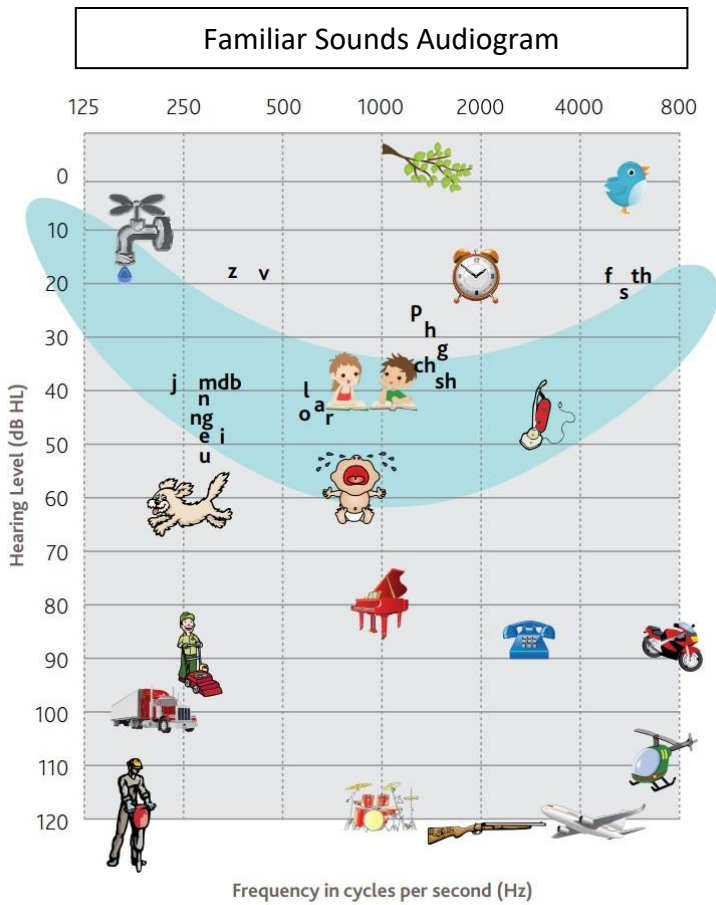 Familiar Sounds Audiogram
125 250 500 1000 2000 4000 800
0
10
20
30
40
50
60
70
80
90
100
110
120
Hearing Level (dB HL)
z v
f th
s
p
h
g
ch
sh
j mdb
n
ng
e i
u
l
a
o r
Frequency in cycles per second (Hz)